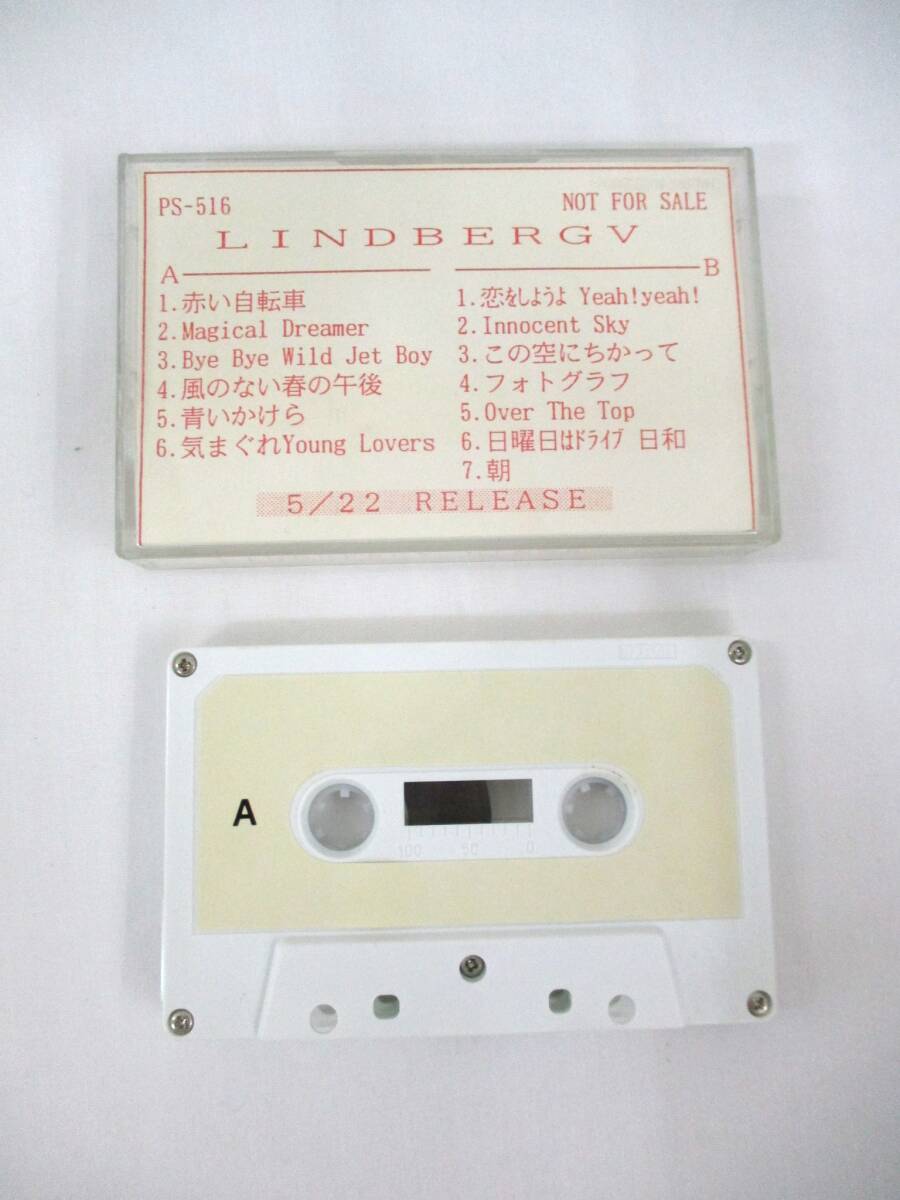 PS-516 NOT FOR SALE
LINDBERGV
A
1.赤い自転車
2.Magical Dreamer
3.Bye Bye Wild Jet Boy
4.風のない春の午後
5.青いかけら
6.気まぐれYoung Lovers
B
1.恋をしようよ Yeah!yeah!
2.Innocent Sky
3.この空にちかって
4.フォトグラフ
5.Over The Top
6.日曜日はドライブ 日和
7.朝
5/22 RELEASE
A
100 50 0